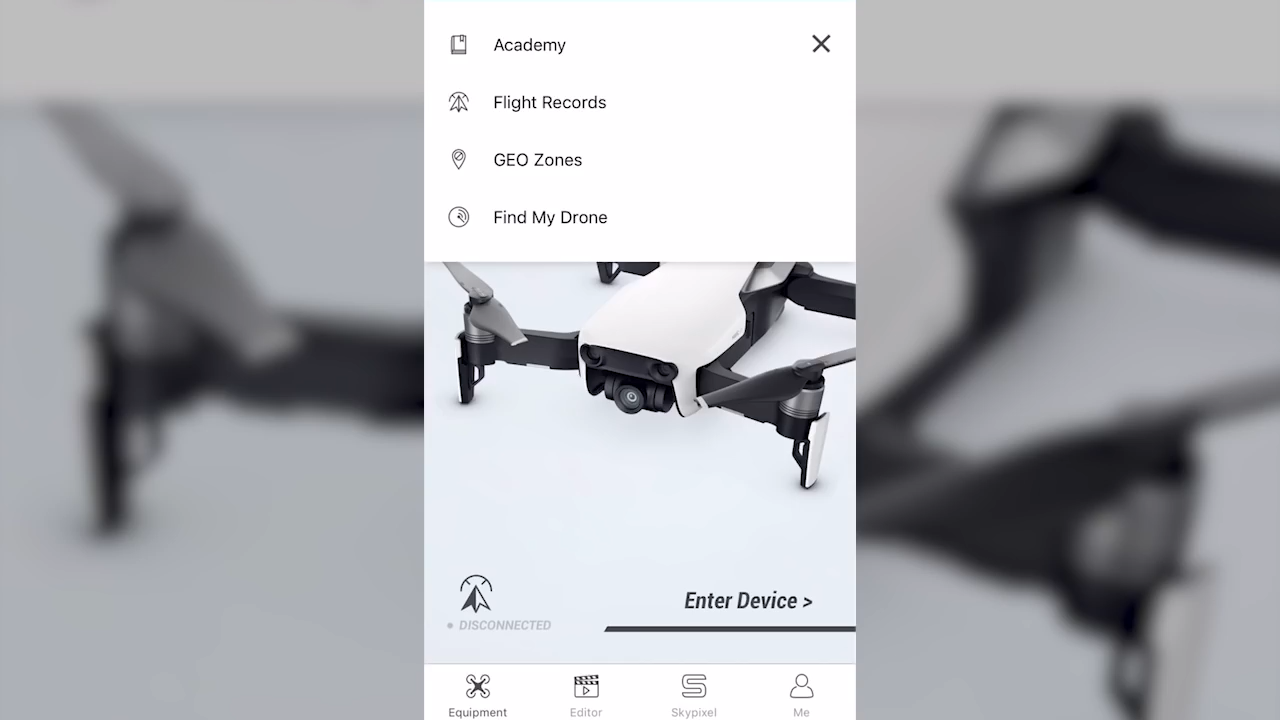 Academy
Flight Records
GEO Zones
Find My Drone
Enter Device >
DISCONNECTED
Equipment
Editor
Skypixel
Me